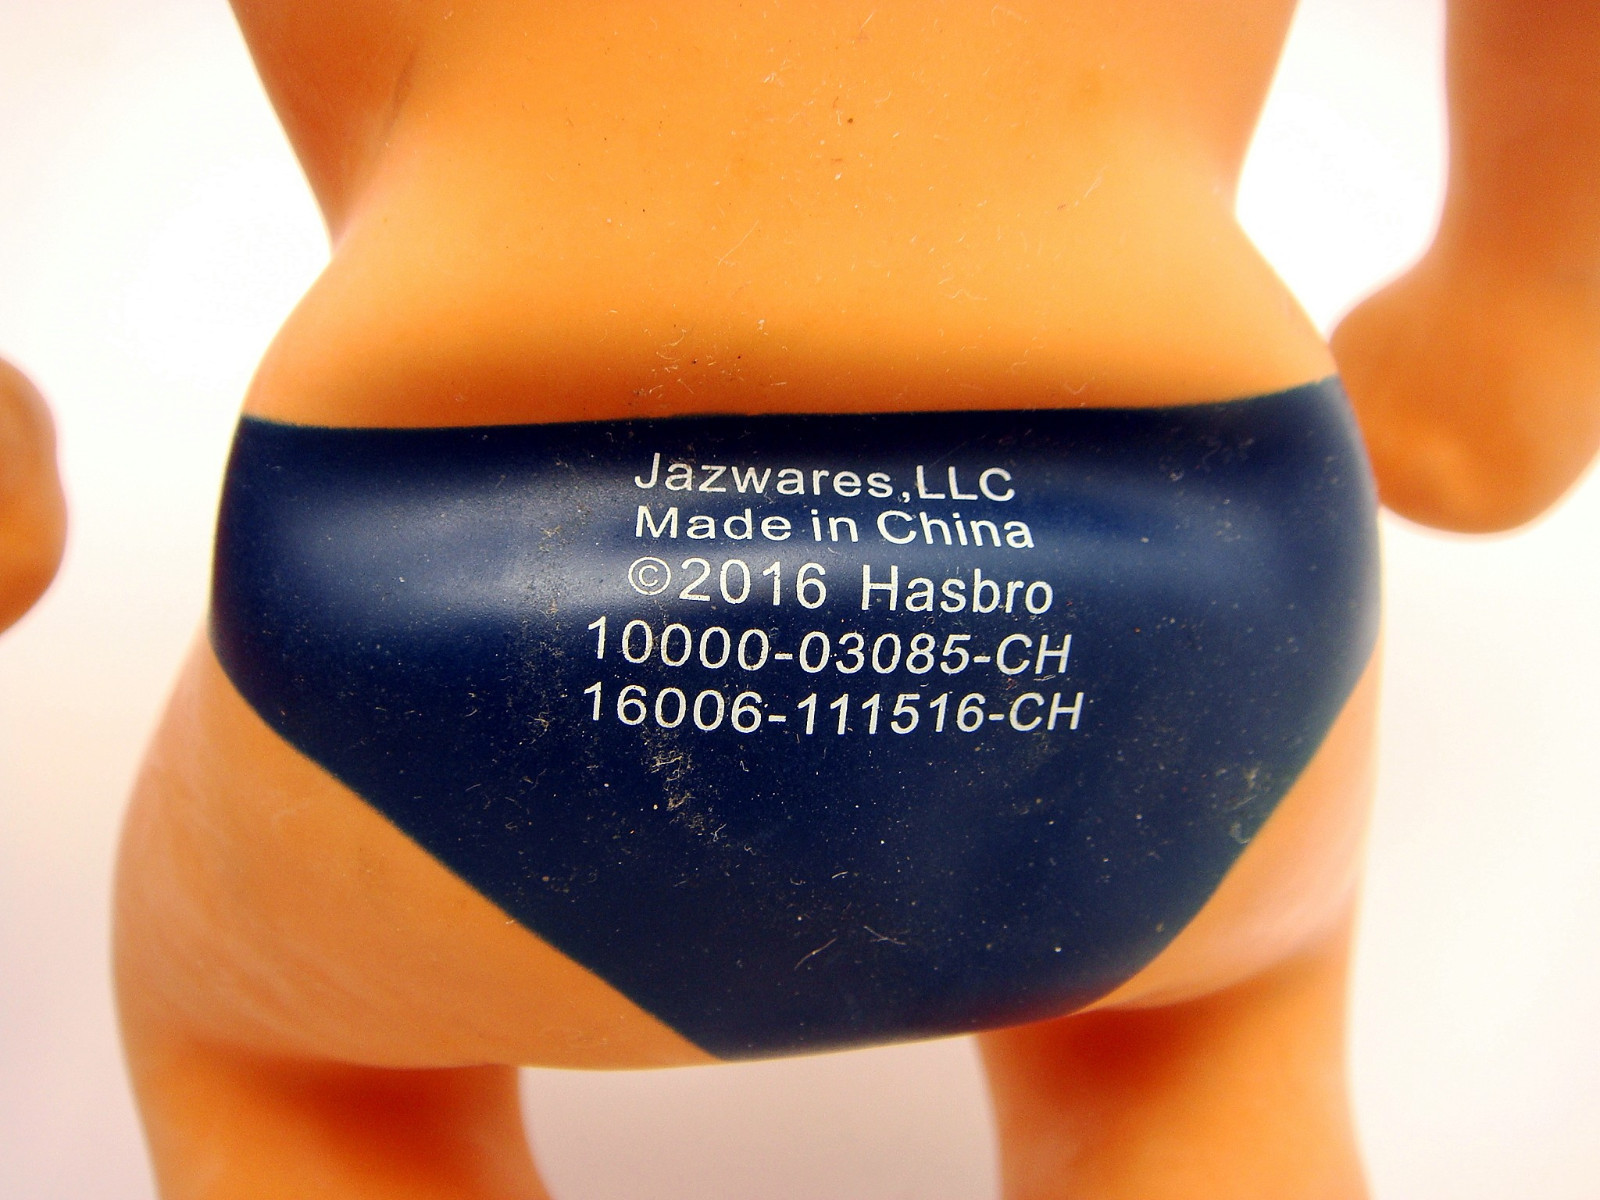 Jazwares,LLC
Made in China
©2016 Hasbro
10000-03085-CH
16006-111516-CH